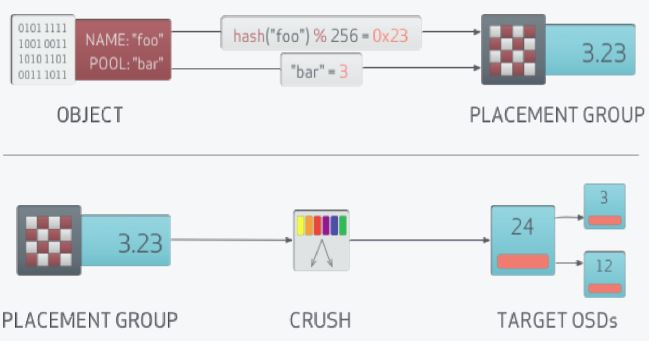 0101 1111
1001 0011
1010 1101
0011 1011
NAME: "foo"
POOL: "bar"
hash("foo") % 256 = 0x23
"bar" = 3
3.23
OBJECT
PLACEMENT GROUP
3.23
24
3
12
PLACEMENT GROUP
CRUSH
TARGET OSDs